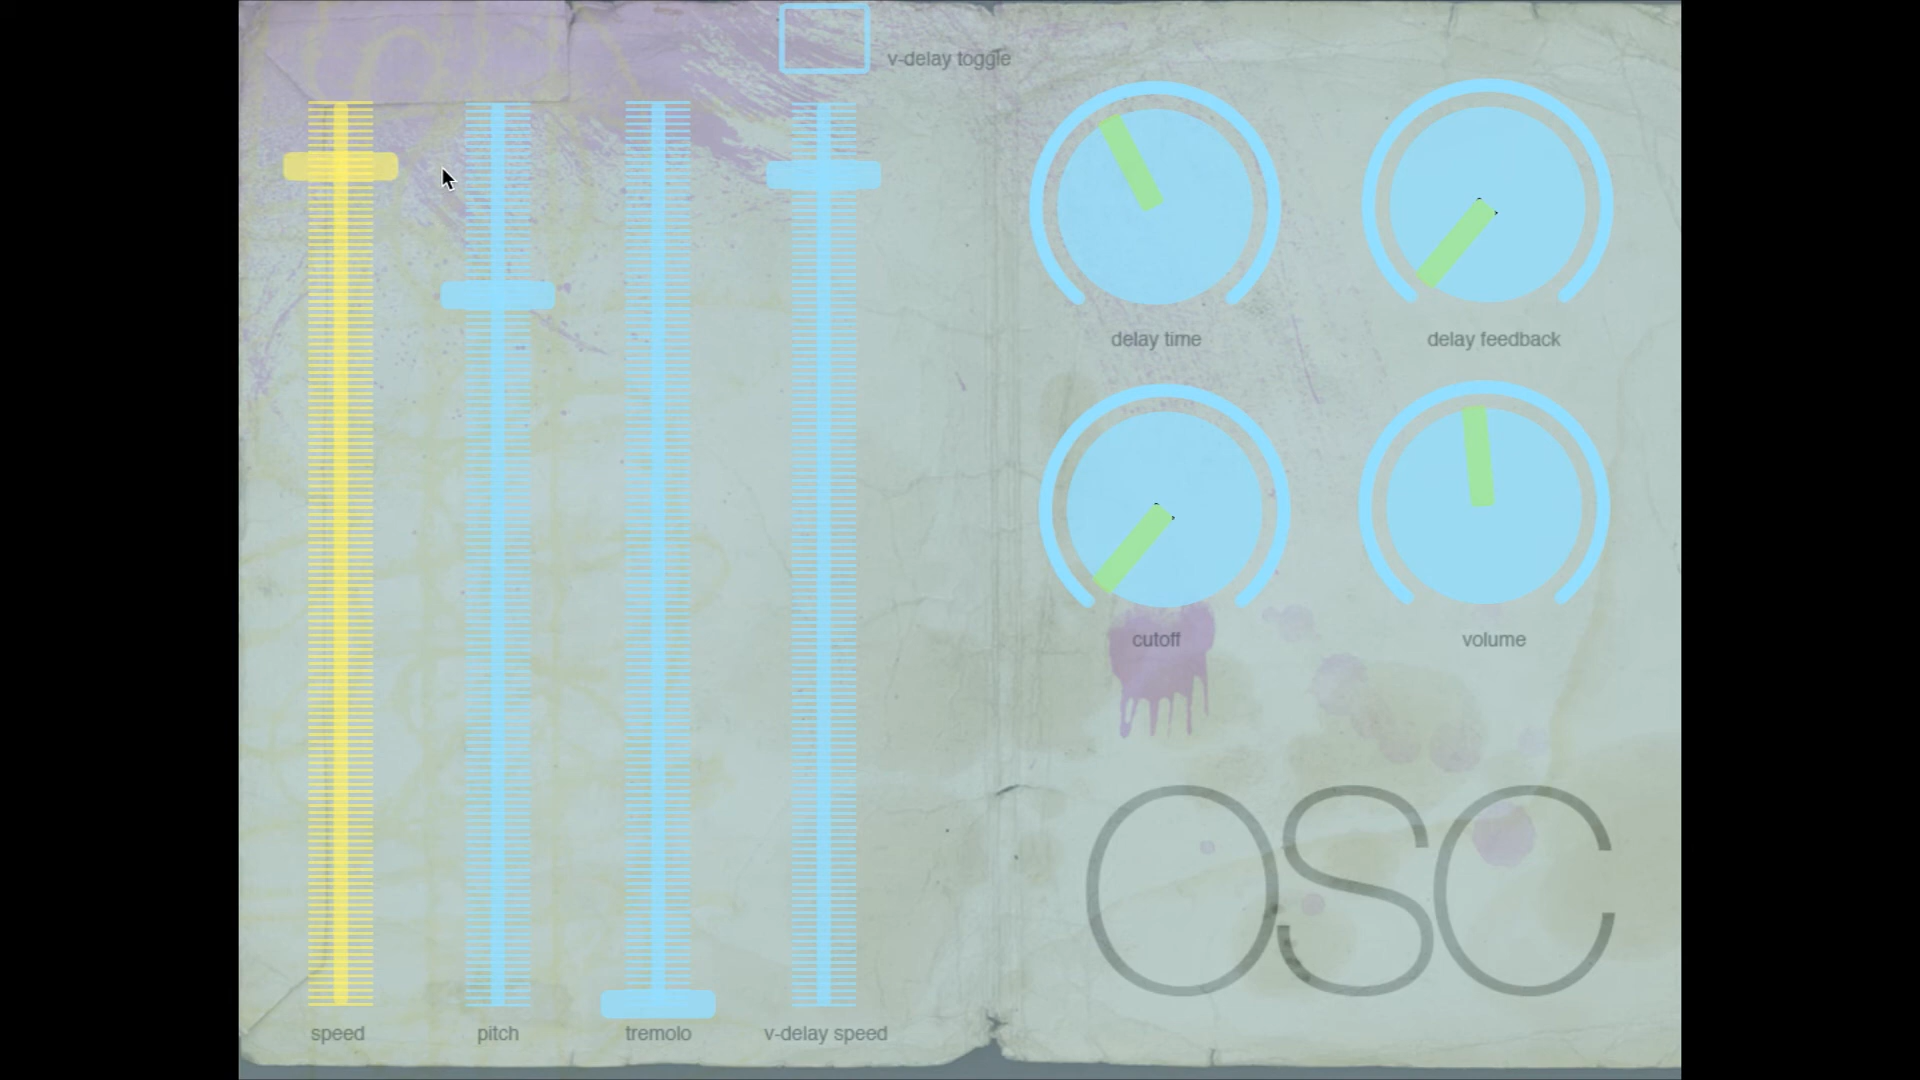 v-delay toggle
delay time
delay feedback
cutoff
volume
OSC
speed
pitch
tremolo
v-delay speed